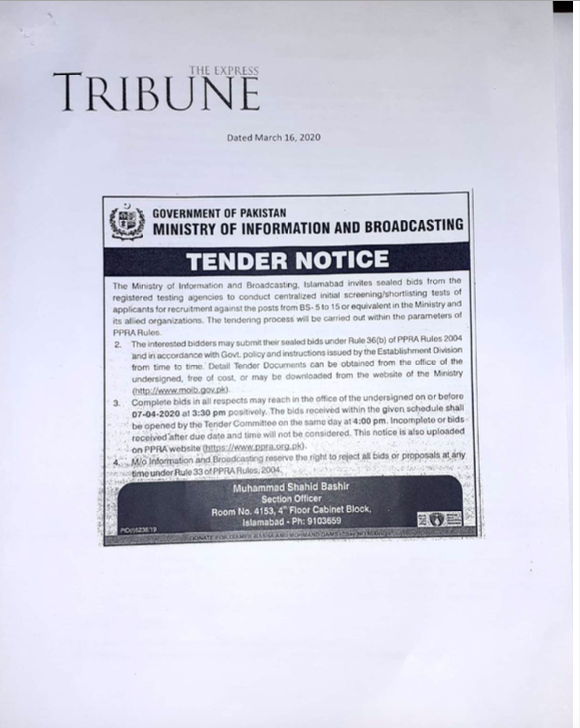 THE EXPRESS
TRIBUNE
Dated March 16, 2020
GOVERNMENT OF PAKISTAN
MINISTRY OF INFORMATION AND BROADCASTING
TENDER NOTICE
The Ministry of Information and Broadcasting, Islamabad invites sealed bids from the
registered testing agencies to conduct centralized initial screening/shortlisting tests of
applicants for recruitment against the posts from BS- 5 to 15 or equivalent in the Ministry and
its allied organizations. The tendering process will be carried out within the parameters of
PPRA Rules.
2. The interested bidders may submit their sealed bids under Rule 36(b) of PPRA Rules 2004
and in accordance with Govt. policy and instructions issued by the Establishment Division
from time to time. Detail Tender Documents can be obtained from the office of the
undersigned, free of cost, or may be downloaded from the website of the Ministry
(http://www.moib.gov.pk).
3. Complete bids in all respects may reach in the office of the undersigned on or before
07-04-2020 at 3:30 pm positively. The bids received within the given schedule shall
be opened by the Tender Committee on the same day at 4:00 pm. Incomplete or bids
received after due date and time will not be considered. This notice is also uploaded
on PPRA website (https://www.ppra.org.pk).
4. M/o Information and Broadcasting reserve the right to reject all bids or proposals at any
time under Rule 33 of PPRA Rules, 2004.
Muhammad Shahid Bashir
Section Officer
Room No. 4153, 4th Floor Cabinet Block,
Islamabad - Ph: 9103659